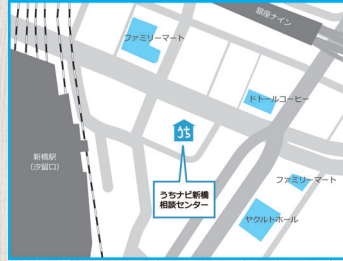 銀座ナイン
ファミリーマート
ドトールコーヒー
うち
新橋駅
(汐留口)
うちナビ新橋
相談センター
ファミリーマート
ヤクルトホール